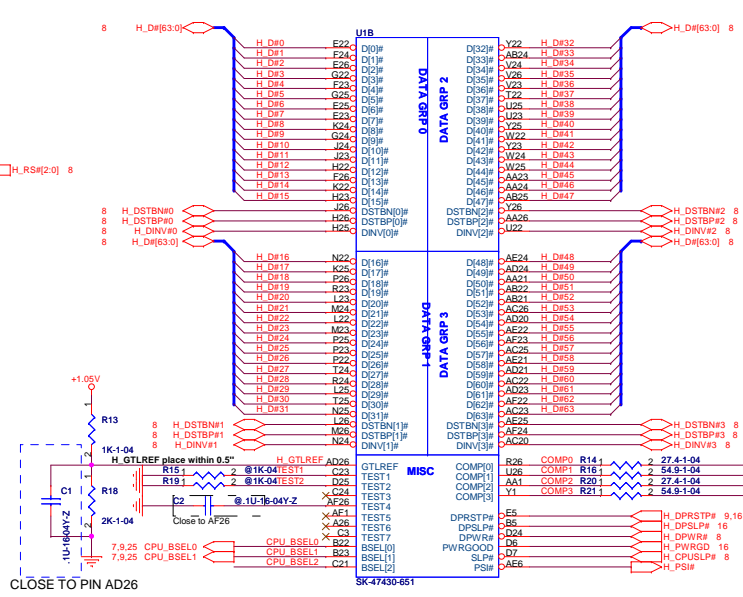 U1B
8 H_D#[63:0] H_D#[63:0] 8
H_D#0 E22 D[0]# D[32]# Y22 H_D#32
H_D#1 F24 D[1]# D[33]# AB24 H_D#33
H_D#2 E26 D[2]# D[34]# V24 H_D#34
H_D#3 G22 D[3]# D[35]# V26 H_D#35
H_D#4 F23 D[4]# D[36]# V23 H_D#36
H_D#5 G25 D[5]# D[37]# T22 H_D#37
H_D#6 E25 D[6]# D[38]# U25 H_D#38
H_D#7 E23 D[7]# D[39]# U23 H_D#39
H_D#8 K24 D[8]# D[40]# Y25 H_D#40
H_D#9 G24 D[9]# D[41]# W22 H_D#41
H_D#10 J24 D[10]# D[42]# Y23 H_D#42
H_D#11 J23 D[11]# D[43]# W24 H_D#43
H_D#12 H22 D[12]# D[44]# W25 H_D#44
H_D#13 F26 D[13]# D[45]# AA23 H_D#45
H_D#14 K22 D[14]# D[46]# AA24 H_D#46
H_D#15 H23 D[15]# D[47]# AB25 H_D#47
DATA GRP 0
DATA GRP 2
H_RS#[2:0] 8
8 H_DSTBN#0 J26 DSTBN[0]# DSTBN[2]# Y26 H_DSTBN#2 8
8 H_DSTBP#0 H26 DSTBP[0]# DSTBP[2]# AA26 H_DSTBP#2 8
8 H_DINV#0 H25 DINV[0]# DINV[2]# U22 H_DINV#2 8
8 H_D#[63:0] H_D#[63:0] 8
H_D#16 N22 D[16]# D[48]# AE24 H_D#48
H_D#17 K25 D[17]# D[49]# AD24 H_D#49
H_D#18 P26 D[18]# D[50]# AA21 H_D#50
H_D#19 R23 D[19]# D[51]# AB22 H_D#51
H_D#20 L23 D[20]# D[52]# AB21 H_D#52
H_D#21 M24 D[21]# D[53]# AC26 H_D#53
H_D#22 L22 D[22]# D[54]# AD20 H_D#54
H_D#23 M23 D[23]# D[55]# AE22 H_D#55
H_D#24 P25 D[24]# D[56]# AF23 H_D#56
H_D#25 P23 D[25]# D[57]# AC25 H_D#57
H_D#26 P22 D[26]# D[58]# AE21 H_D#58
H_D#27 T24 D[27]# D[59]# AD21 H_D#59
H_D#28 R24 D[28]# D[60]# AC22 H_D#60
H_D#29 L25 D[29]# D[61]# AD23 H_D#61
H_D#30 T25 D[30]# D[62]# AF22 H_D#62
H_D#31 N25 D[31]# D[63]# AC23 H_D#63
DATA GRP 1
DATA GRP 3
8 H_DSTBN#1 L26 DSTBN[1]# DSTBN[3]# AE25 H_DSTBN#3 8
8 H_DSTBP#1 M26 DSTBP[1]# DSTBP[3]# AF24 H_DSTBP#3 8
8 H_DINV#1 N24 DINV[1]# DINV[3]# AC20 H_DINV#3 8
MISC
+1.05V
1 R13 2 1K-1-04
H_GTLREF place within 0.5"
H_GTLREF AD26 GTLREF COMP[0] R26 COMP0 R14 1 2 27.4-1-04
R15 1 2 @1K-04 TEST1 C23 TEST1 COMP[1] U26 COMP1 R16 1 2 54.9-1-04
R19 1 2 @1K-04 TEST2 D25 TEST2 COMP[2] AA1 COMP2 R20 1 2 27.4-1-04
C24 TEST3 COMP[3] Y1 COMP3 R21 1 2 54.9-1-04
C2 @.1U-16-04Y-Z AF26 TEST4
Close to AF26
AF1 TEST5 DPRSTP# E5 H_DPRSTP# 9,16
A26 TEST6 DPSLP# B5 H_DPSLP# 16
C3 TEST7 DPWR# D24 H_DPWR# 8
7,9,25 CPU_BSEL0 CPU_BSEL0 B22 BSEL[0] PWRGOOD D6 H_PWRGD 16
7,9,25 CPU_BSEL1 CPU_BSEL1 B23 BSEL[1] SLP# D7 H_CPUSLP# 8
CPU_BSEL2 C21 BSEL[2] PSI# AE6 H_PSI#
C1
.1U-1604Y-Z
1 R18 2 2K-1-04
SK-47430-651
CLOSE TO PIN AD26